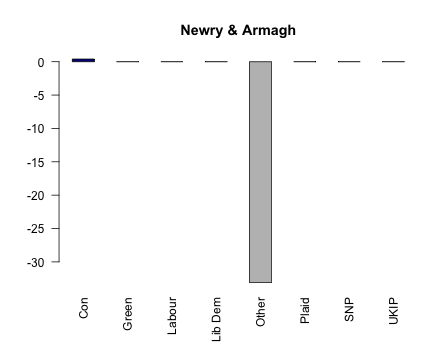 Newry & Armagh
0
-5
-10
-15
-20
-25
-30
Con
Green
Labour
Lib Dem
Other
Plaid
SNP
UKIP